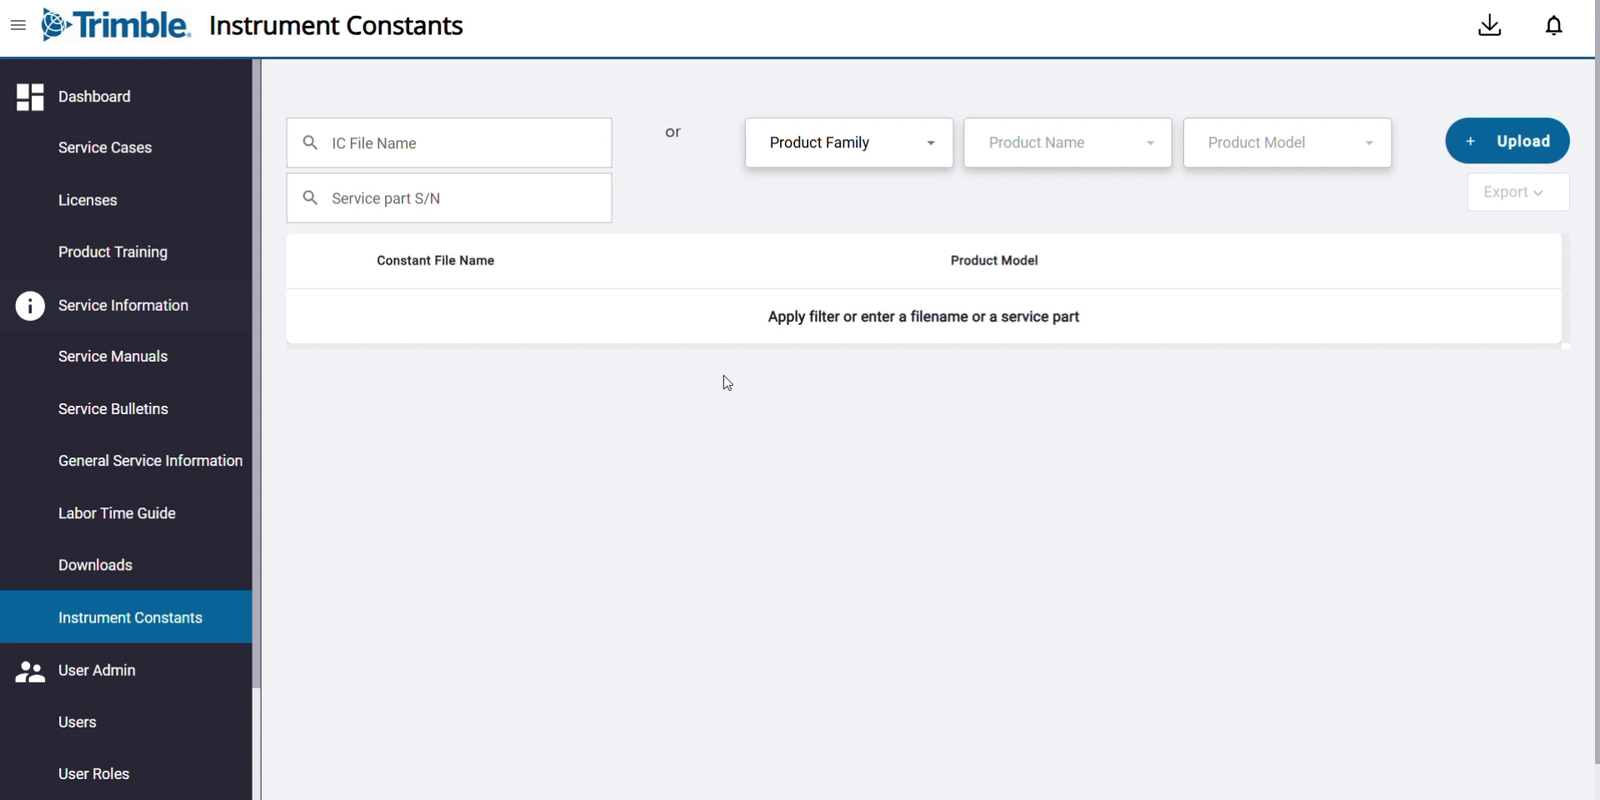 Trimble.
Instrument Constants
Dashboard
Service Cases
Licenses
Product Training
Service Information
Service Manuals
Service Bulletins
General Service Information
Labor Time Guide
Downloads
Instrument Constants
User Admin
Users
User Roles
IC File Name
or
Product Family
Product Name
Product Model
+ Upload
Service part S/N
Export
Constant File Name
Product Model
Apply filter or enter a filename or a service part